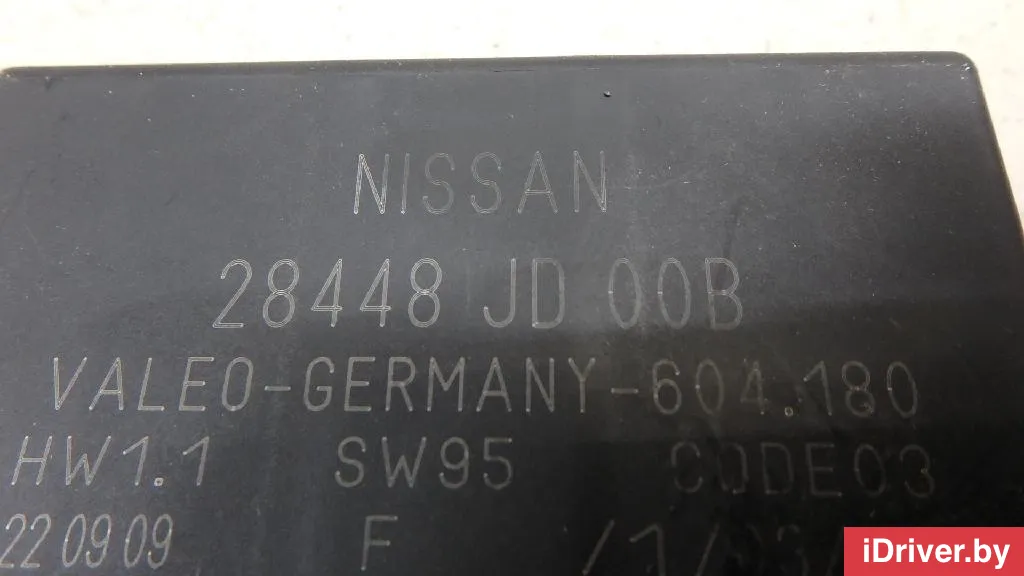 NISSAN
28448 JD 00B
VALEO-GERMANY-604.180
HW1.1 SW95 CODE03
22 09 09 F
iDriver.by